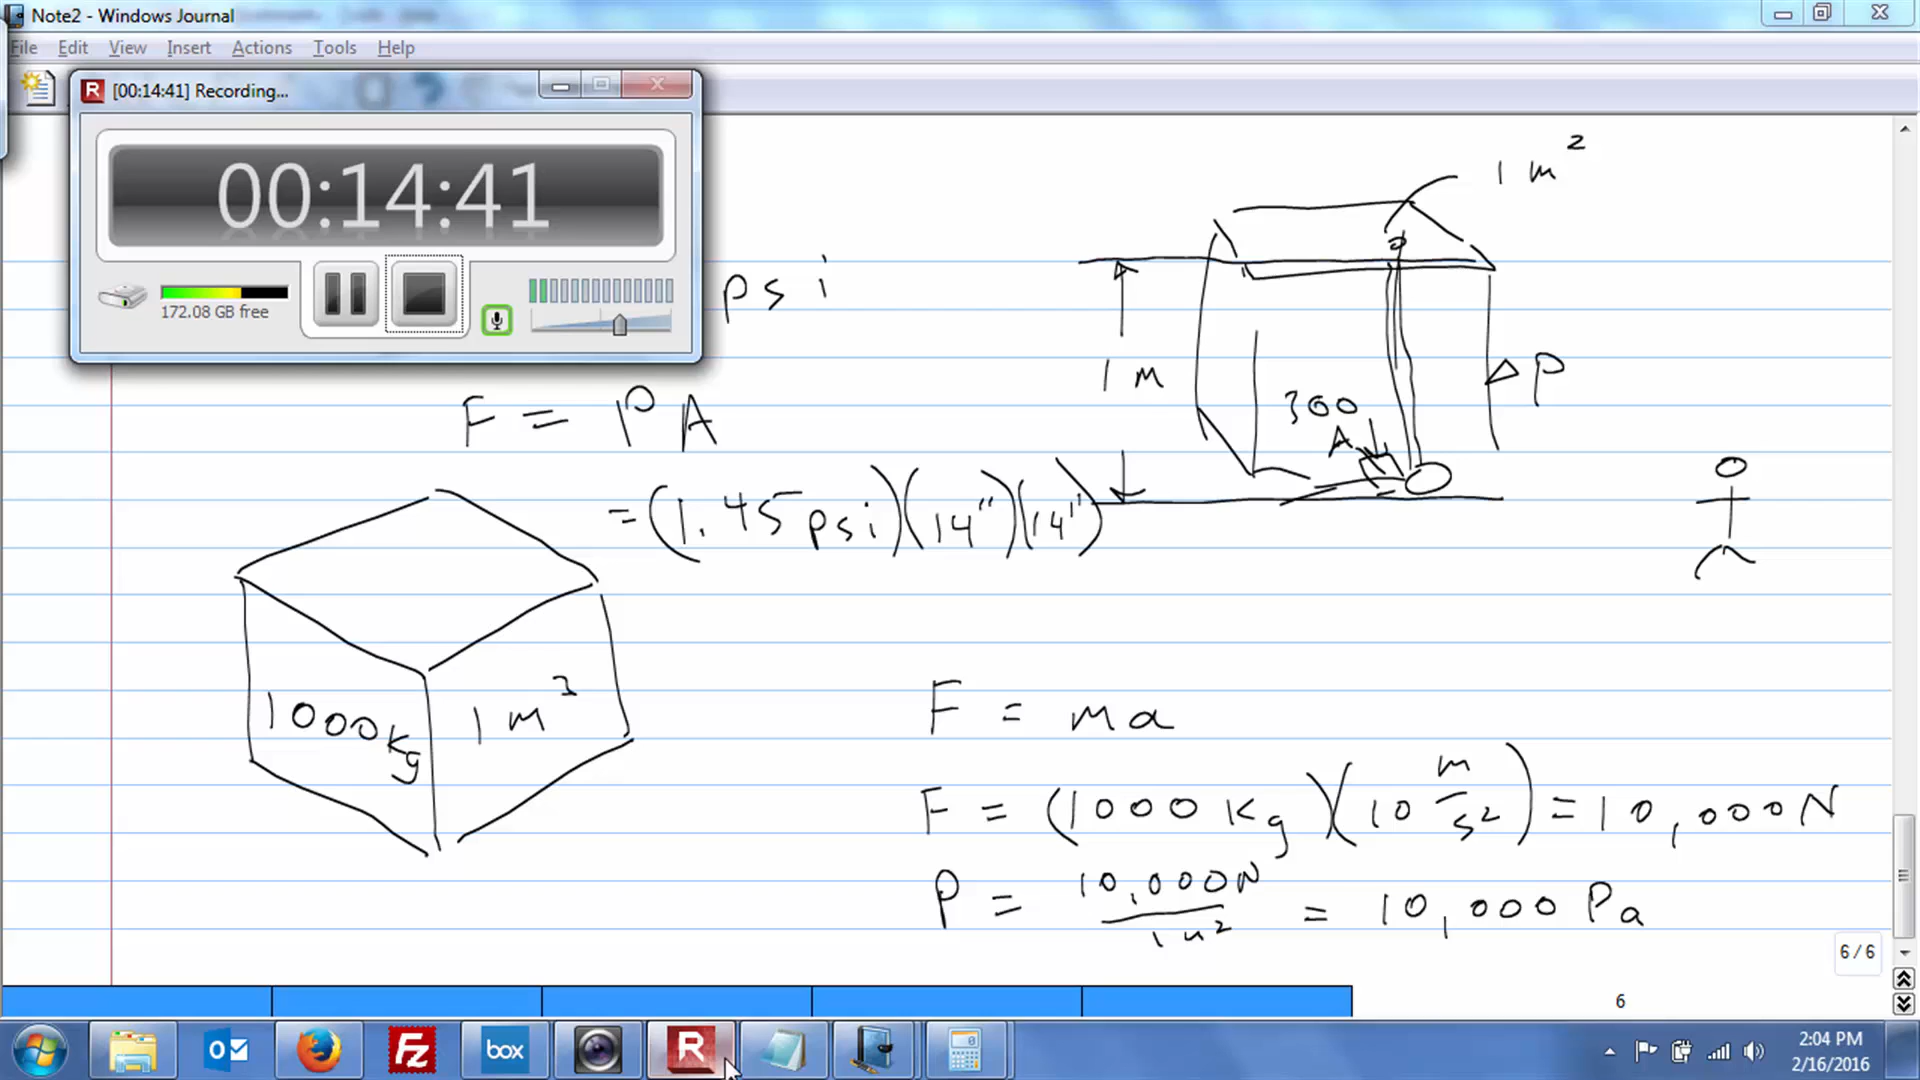 Note2 - Windows Journal
File Edit View Insert Actions Tools Help
[00:14:41] Recording...
00:14:41
172.08 GB free
psi
1 m²
1 m
P
300
A
F = PA
= (1.45 psi)(14")(14")
1000 kg
1 m³
F = ma
F = (1000 Kg)(10 m/s²) = 10,000 N
P = 10,000 N / 1 m² = 10,000 Pa
6 / 6
6
box
R
2:04 PM
2/16/2016